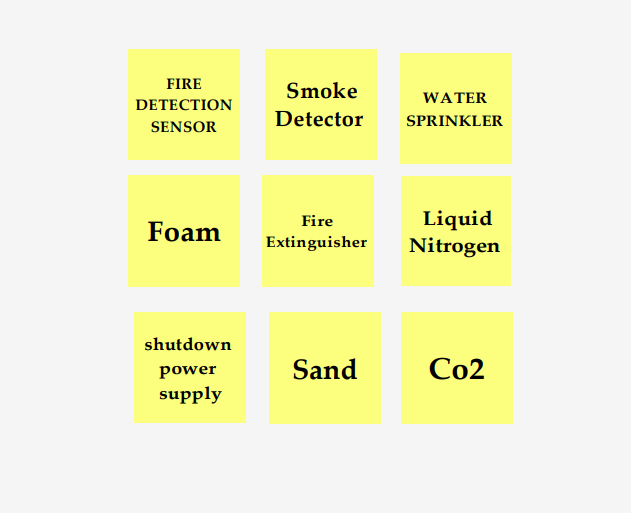 FIRE
DETECTION
SENSOR
Smoke
Detector
WATER
SPRINKLER
Foam
Fire
Extinguisher
Liquid
Nitrogen
shutdown
power
supply
Sand
Co2